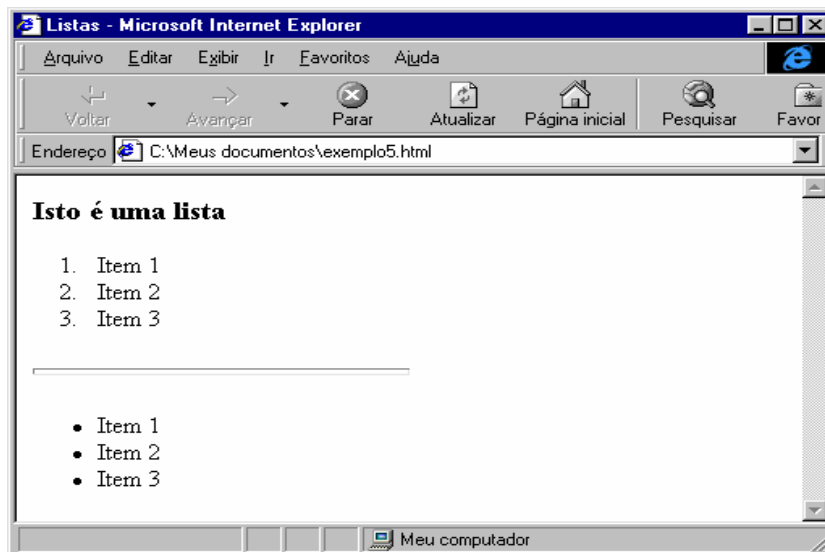 Listas - Microsoft Internet Explorer
Arquivo Editar Exibir Ir Favoritos Ajuda
Voltar Avançar Parar Atualizar Página inicial Pesquisar Favor
Endereço C:\Meus documentos\exemplo5.html
Isto é uma lista
1. Item 1
2. Item 2
3. Item 3
• Item 1
• Item 2
• Item 3
Meu computador